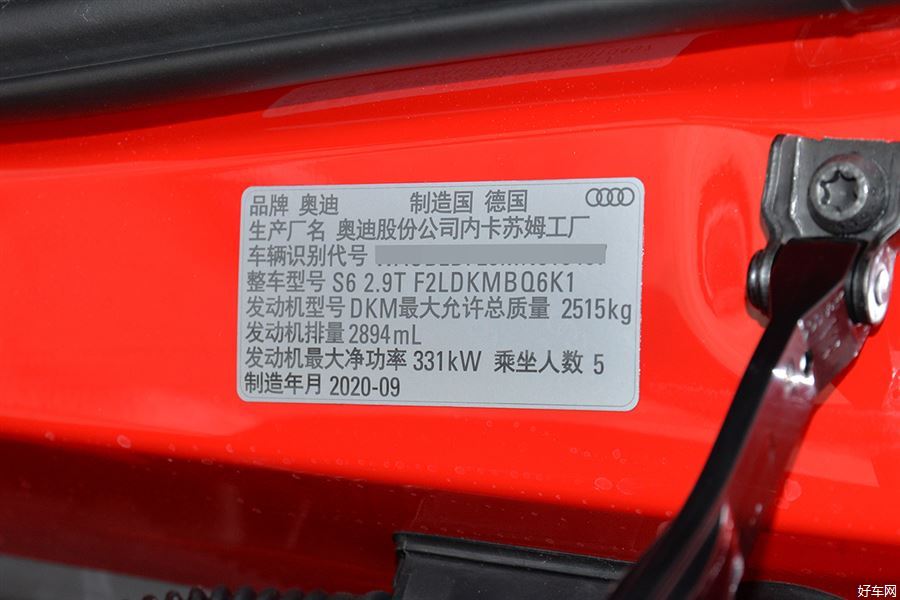 品牌 奥迪 制造国 德国
生产厂名 奥迪股份公司内卡苏姆工厂
车辆识别代号
整车型号 S6 2.9T F2LDKMBQ6K1
发动机型号 DKM最大允许总质量 2515kg
发动机排量 2894mL
发动机最大净功率 331kW 乘坐人数 5
制造年月 2020-09
好车网